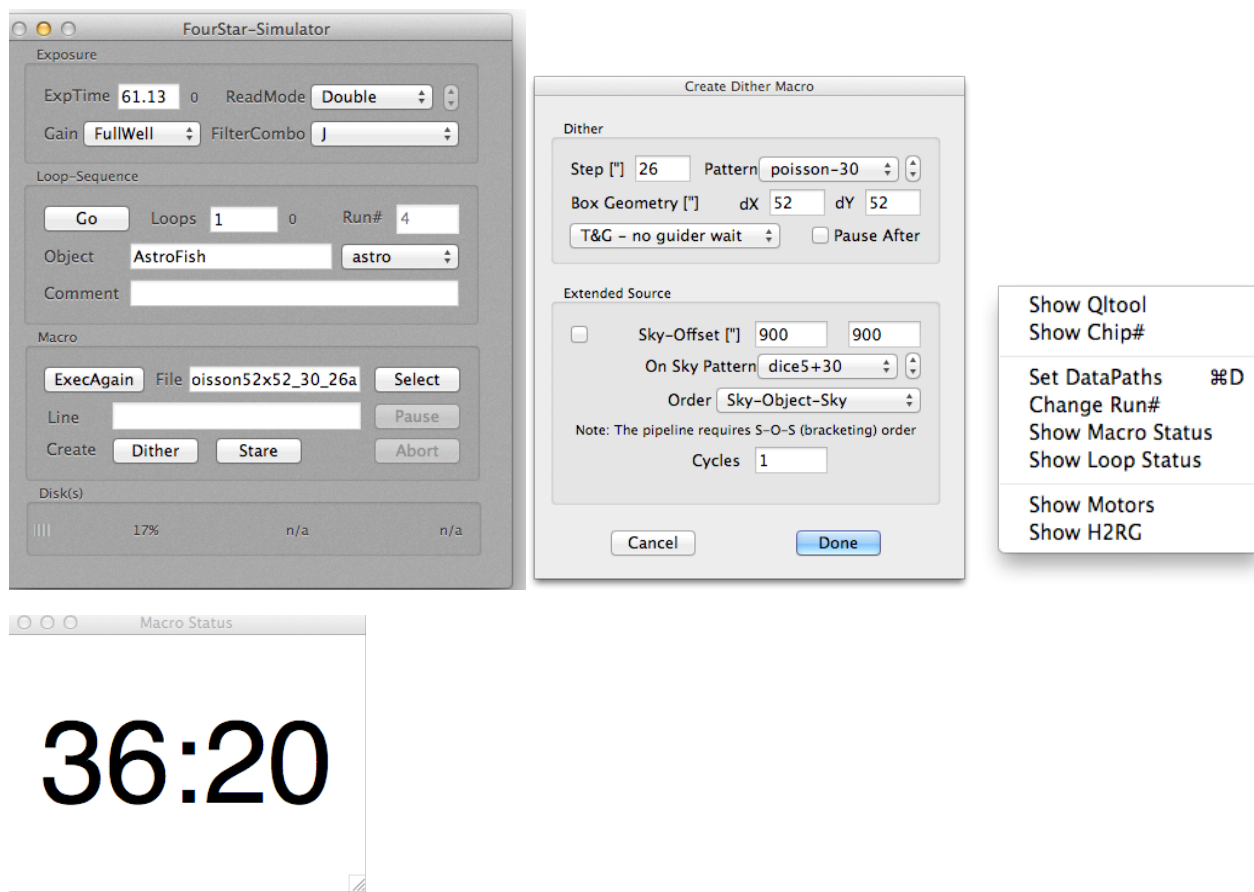 FourStar-Simulator
Exposure
ExpTime 61.13 0 ReadMode Double
Gain FullWell FilterCombo J
Loop-Sequence
Go Loops 1 0 Run# 4
Object AstroFish astro
Comment
Macro
ExecAgain File oisson52x52_30_26a Select
Line Pause
Create Dither Stare Abort
Disk(s)
17% n/a n/a
Create Dither Macro
Dither
Step ["] 26 Pattern poisson-30
Box Geometry ["] dX 52 dY 52
T&G - no guider wait Pause After
Extended Source
Sky-Offset ["] 900 900
On Sky Pattern dice5+30
Order Sky-Object-Sky
Note: The pipeline requires S-O-S (bracketing) order
Cycles 1
Cancel Done
Show Qltool
Show Chip#
Set DataPaths ⌘D
Change Run#
Show Macro Status
Show Loop Status
Show Motors
Show H2RG
Macro Status
36:20